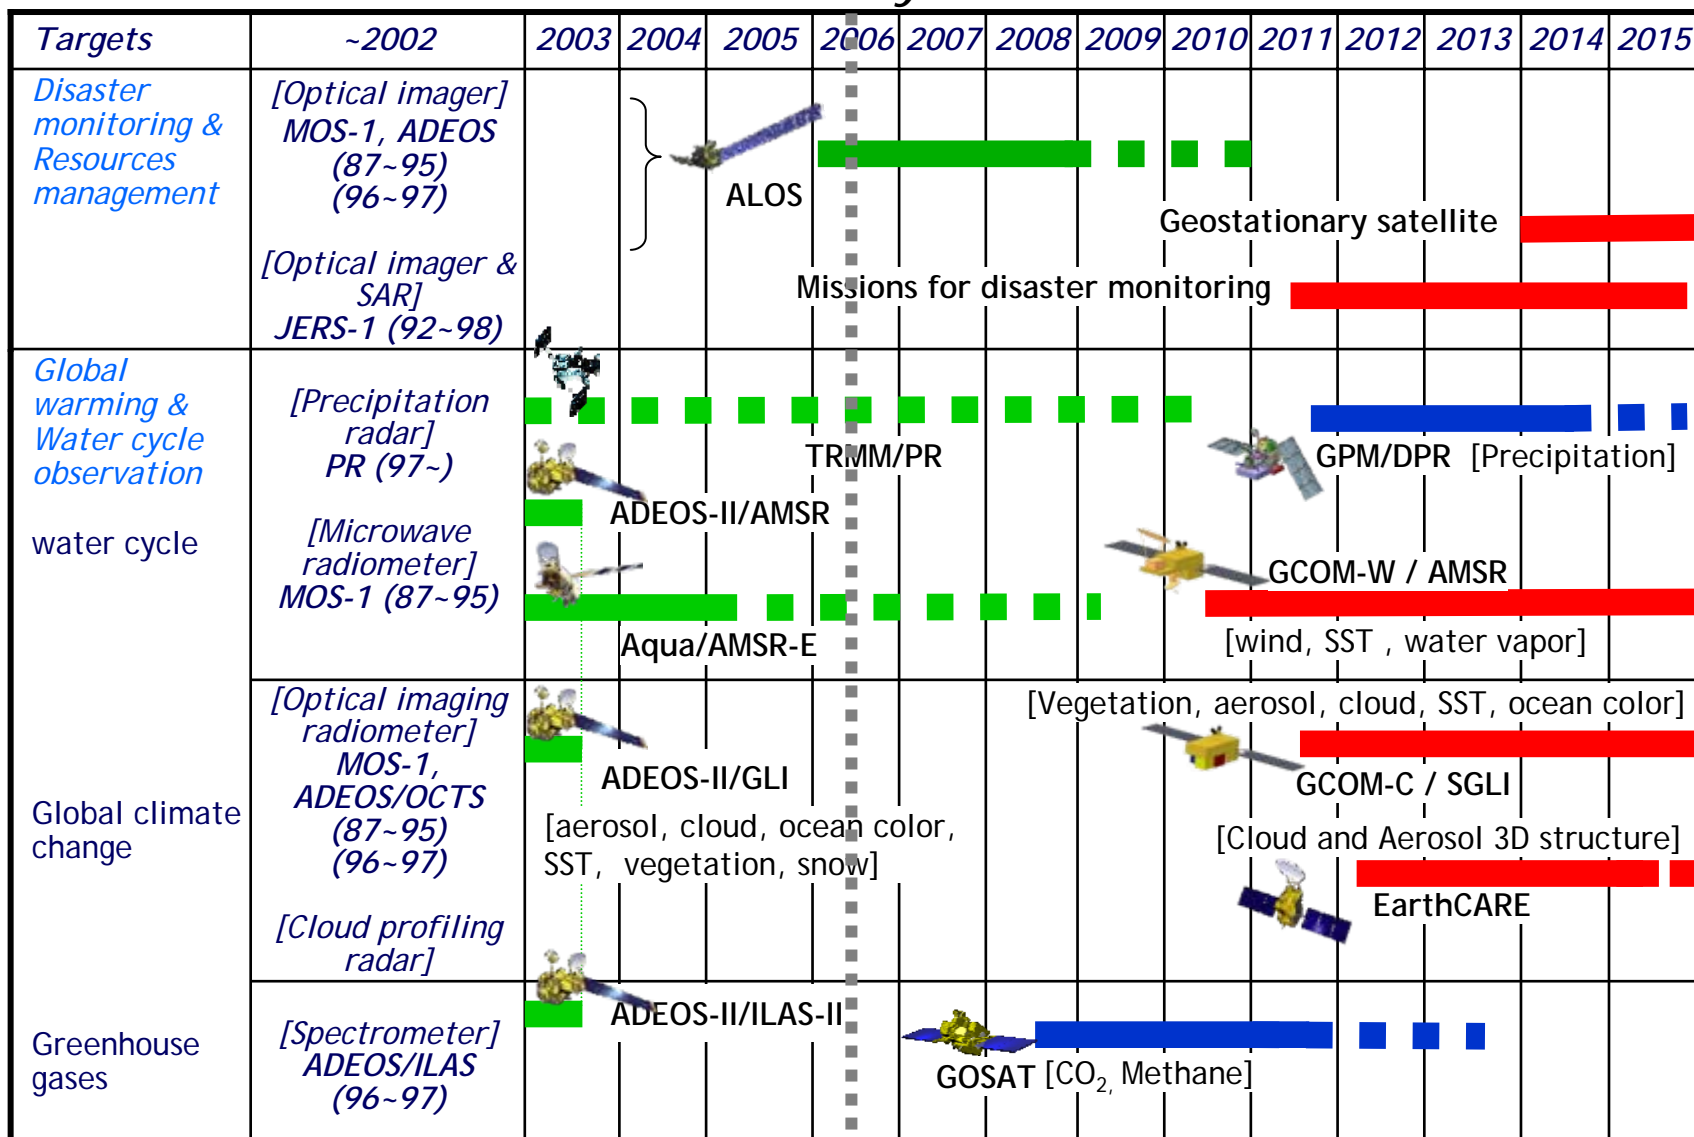 Targets ~2002 2003 2004 2005 2006 2007 2008 2009 2010 2011 2012 2013 2014 2015
Disaster
monitoring &
Resources
management
[Optical imager]
MOS-1, ADEOS
(87~95)
(96~97)
[Optical imager &
SAR]
JERS-1 (92~98)
ALOS
Geostationary satellite
Missions for disaster monitoring
Global
warming &
Water cycle
observation
water cycle
[Precipitation
radar]
PR (97~)
[Microwave
radiometer]
MOS-1 (87~95)
TRMM/PR
GPM/DPR [Precipitation]
ADEOS-II/AMSR
GCOM-W / AMSR
Aqua/AMSR-E
[wind, SST , water vapor]
Global climate
change
[Optical imaging
radiometer]
MOS-1,
ADEOS/OCTS
(87~95)
(96~97)
[Cloud profiling
radar]
[Vegetation, aerosol, cloud, SST, ocean color]
ADEOS-II/GLI
GCOM-C / SGLI
[aerosol, cloud, ocean color,
SST, vegetation, snow]
[Cloud and Aerosol 3D structure]
EarthCARE
Greenhouse
gases
[Spectrometer]
ADEOS/ILAS
(96~97)
ADEOS-II/ILAS-II
GOSAT [CO2, Methane]